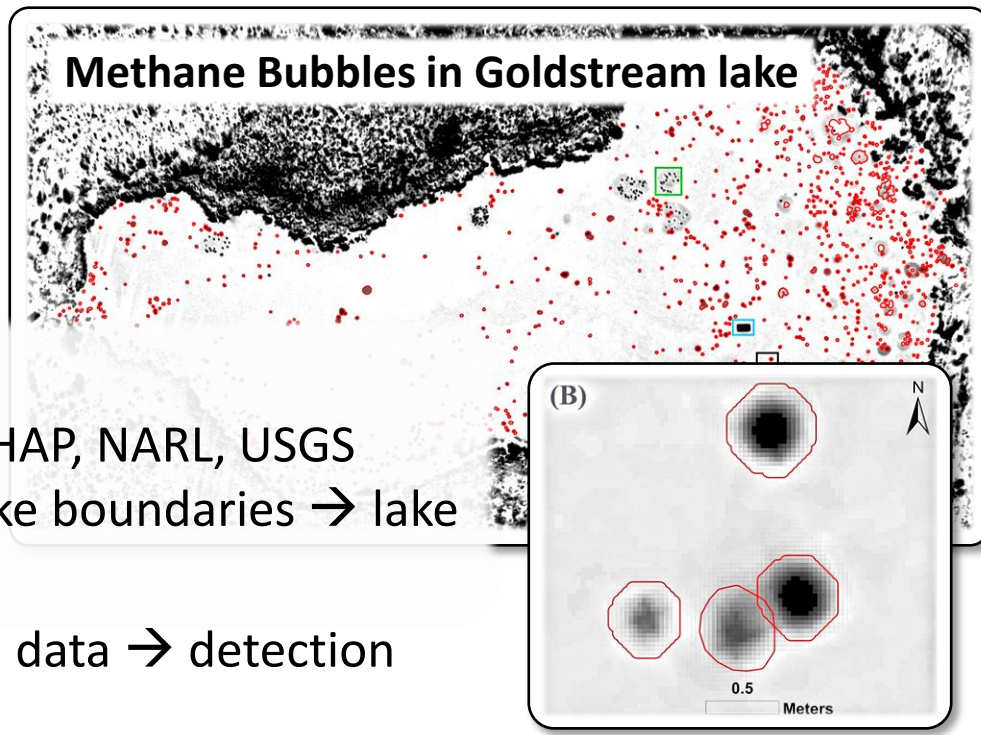 Methane Bubbles in Goldstream lake
(B)
N
HAP, NARL, USGS
ke boundaries → lake
data → detection
0.5
Meters